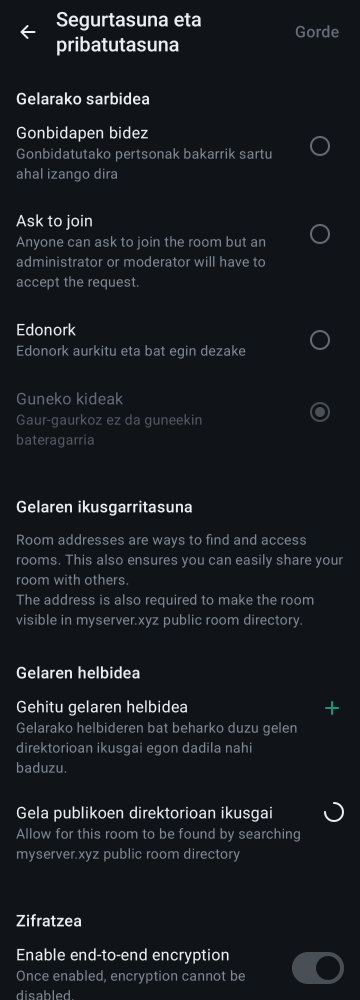 Segurtasuna eta
pribatutasuna
Gorde
Gelarako sarbidea
Gonbidapen bidez
Gonbidatutako pertsonak bakarrik sartu
ahal izango dira
Ask to join
Anyone can ask to join the room but an
administrator or moderator will have to
accept the request.
Edonork
Edonork aurkitu eta bat egin dezake
Guneko kideak
Gaur-gaurkoz ez da guneekin
bateragarria
Gelaren ikusgarritasuna
Room addresses are ways to find and access
rooms. This also ensures you can easily share your
room with others.
The address is also required to make the room
visible in myserver.xyz public room directory.
Gelaren helbidea
Gehitu gelaren helbidea
Gelarako helbideren bat beharko duzu gelen
direktorioan ikusgai egon dadila nahi
baduzu.
Gela publikoen direktorioan ikusgai
Allow for this room to be found by searching
myserver.xyz public room directory
Zifratzea
Enable end-to-end encryption
Once enabled, encryption cannot be
disabled.